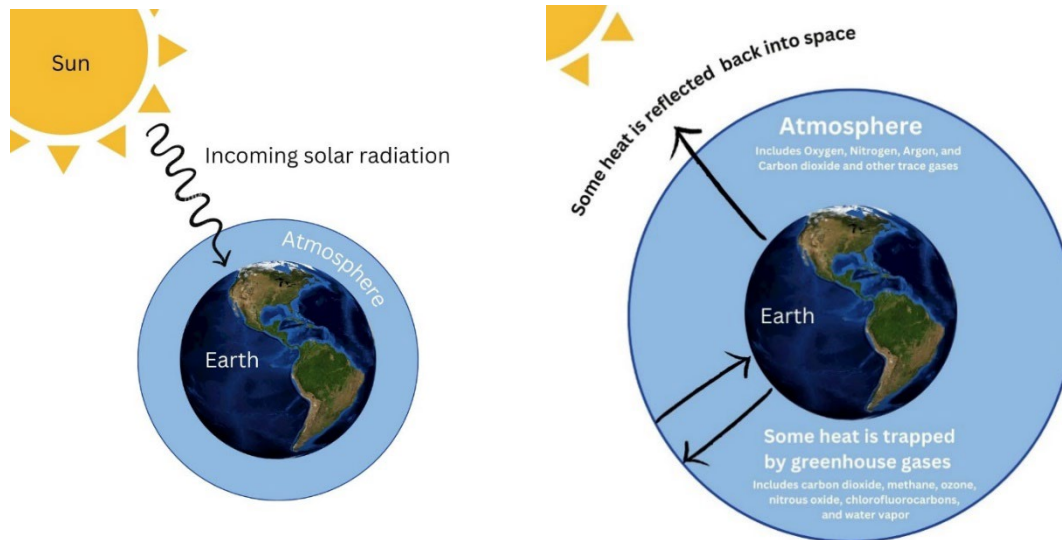 Sun
Incoming solar radiation
Atmosphere
Earth
Some heat is reflected back into space
Atmosphere
Includes Oxygen, Nitrogen, Argon, and
Carbon dioxide and other trace gases
Earth
Some heat is trapped
by greenhouse gases
Includes carbon dioxide, methane, ozone,
nitrous oxide, chlorofluorocarbons,
and water vapor